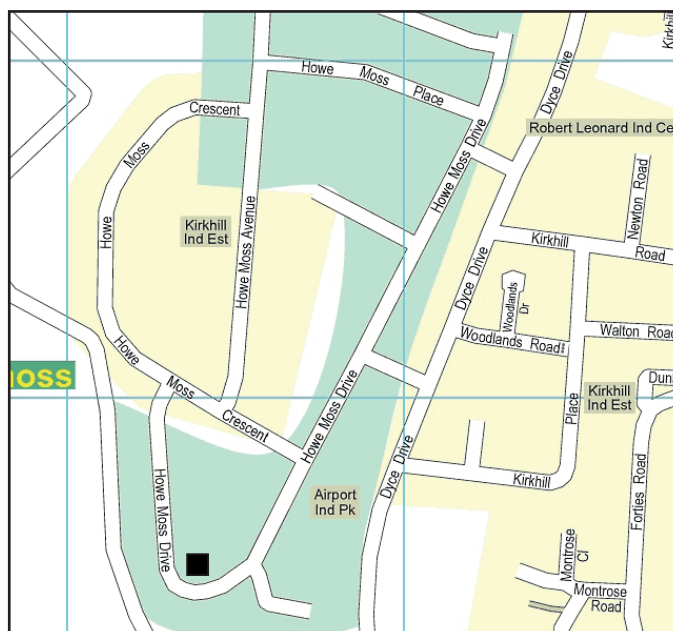 Kirkhill
Howe Moss Place
Dyce Drive
Crescent
Robert Leonard Ind Ce
Moss
Howe Moss Drive
Newton Road
Kirkhill
Ind Est
Howe
Howe Moss Avenue
Kirkhill Road
Dyce Drive
Woodlands
Dr
Woodlands Road
Walton Road
Howe
Moss
Crescent
oss
Dun
Kirkhill
Ind Est
Place
Howe Moss Drive
Dyce Drive
Kirkhill
Howe Moss Drive
Airport
Ind Pk
Forties Road
Montrose
Cl
Montrose
Road